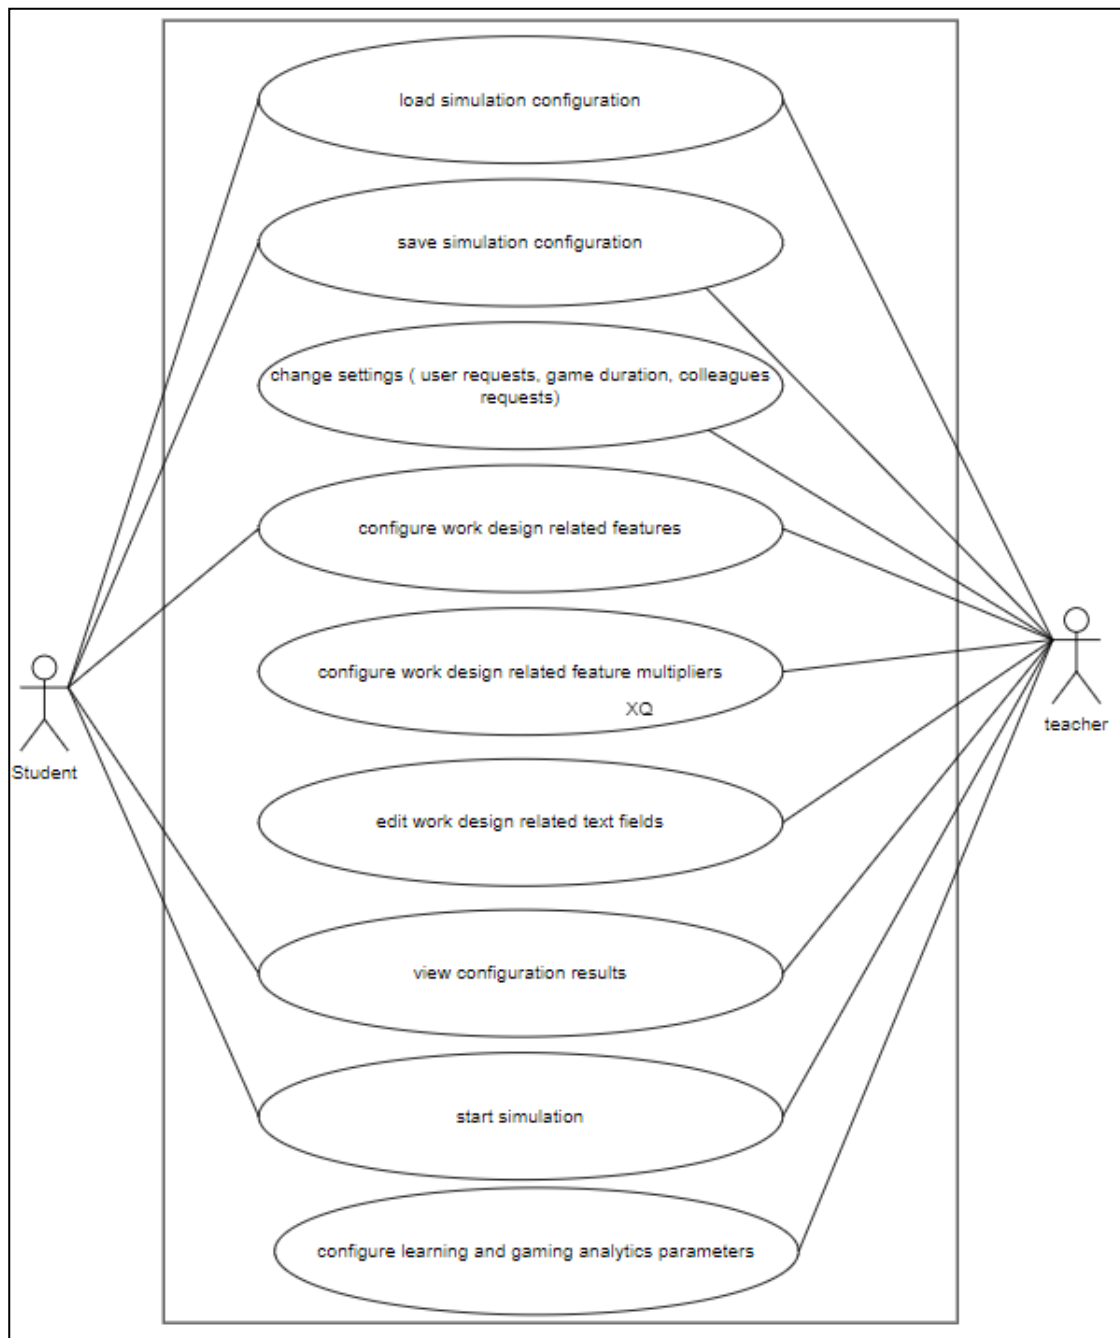 load simulation configuration
save simulation configuration
change settings ( user requests, game duration, colleagues
requests)
configure work design related features
configure work design related feature multipliers
XQ
teacher
Student
edit work design related text fields
view configuration results
start simulation
configure learning and gaming analytics parameters